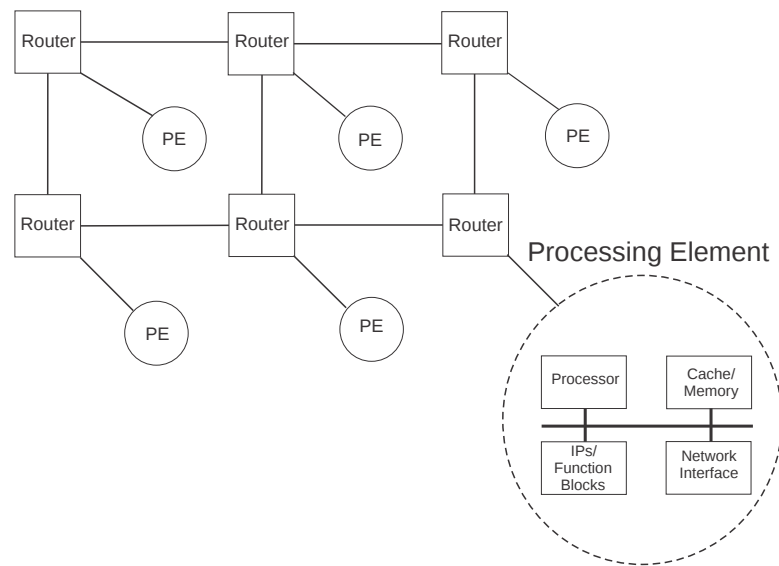 Router
Router
Router
PE
PE
PE
Router
Router
Router
Processing Element
PE
PE
Processor
Cache/
Memory
IPs/
Function
Blocks
Network
Interface